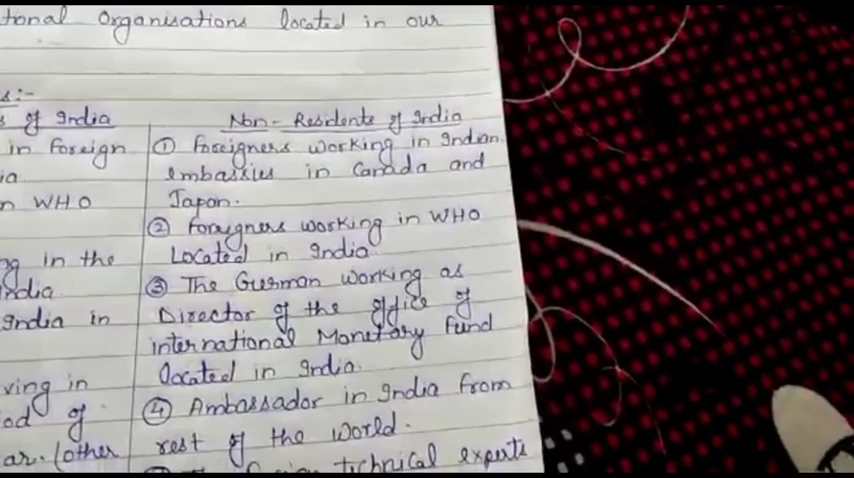 tional Organisations located in our
s:-
s of India
in Foreign
ia.
n WHO
ng in the
ndia.
India in
ving in
od of
ar. (other
Non - Residents of India
① Foreigners working in Indian
embassies in Canada and
Japan.
② Foreigners working in WHO
Located in India
③ The German working as
Director of the office of
international Monetary Fund
located in India.
④ Ambassador in India from
rest of the world.
technical experts